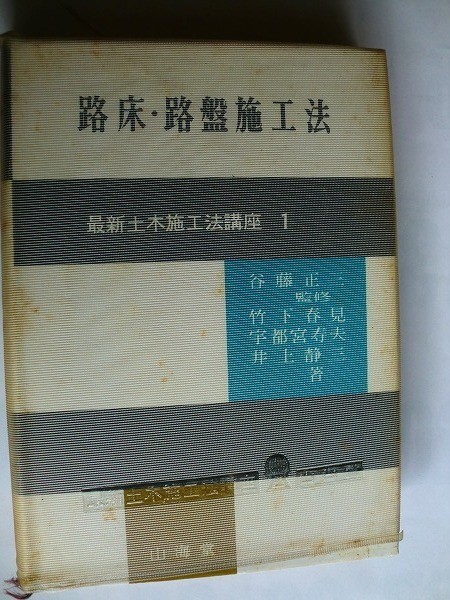 路床・路盤施工法
最新土木施工法講座 1
谷藤正三
監修
竹下春見
宇都宮寿夫
井上静三
著
土木施工法
山海堂